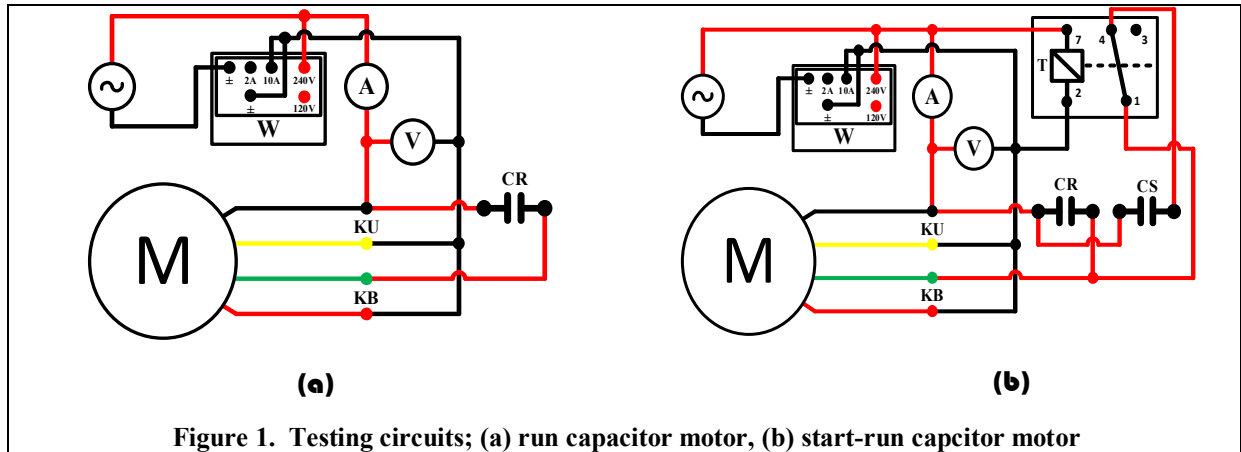 ± 2A 10A 240V
± 120V
W
A
V
CR
M
KU
KB
(a)
± 2A 10A 240V
± 120V
W
A
V
7 4 3
T
2 1
CR CS
M
KU
KB
(b)
Figure 1. Testing circuits; (a) run capacitor motor, (b) start-run capcitor motor